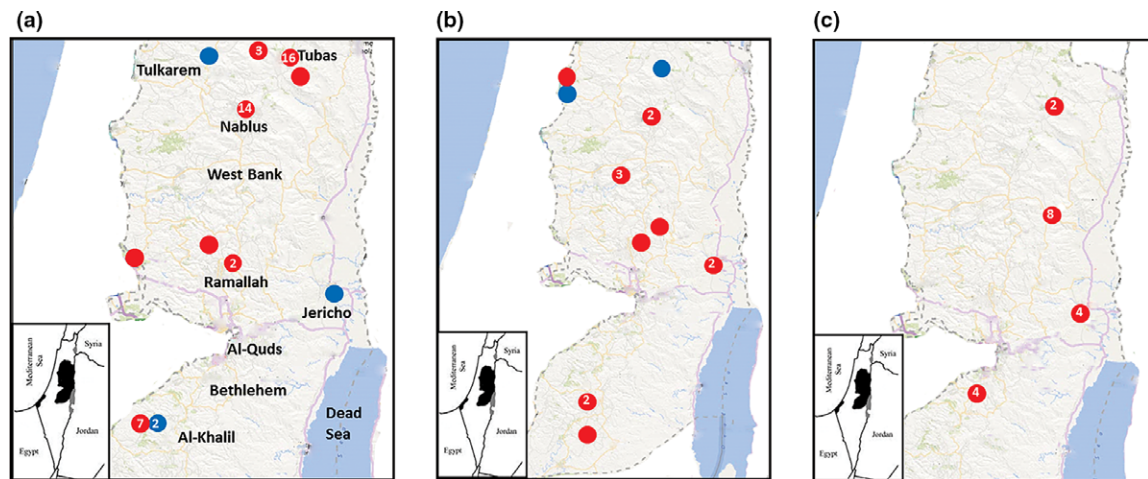 (a)
3
16
Tubas
Tulkarem
14
Nablus
West Bank
2
Ramallah
Jericho
Al-Quds
Bethlehem
7
2
Al-Khalil
Dead
Sea
Mediterranean
Sea
Syria
Jordan
Egypt
(b)
2
3
2
2
Mediterranean
Sea
Syria
Jordan
Egypt
(c)
2
8
4
4
Mediterranean
Sea
Syria
Jordan
Egypt